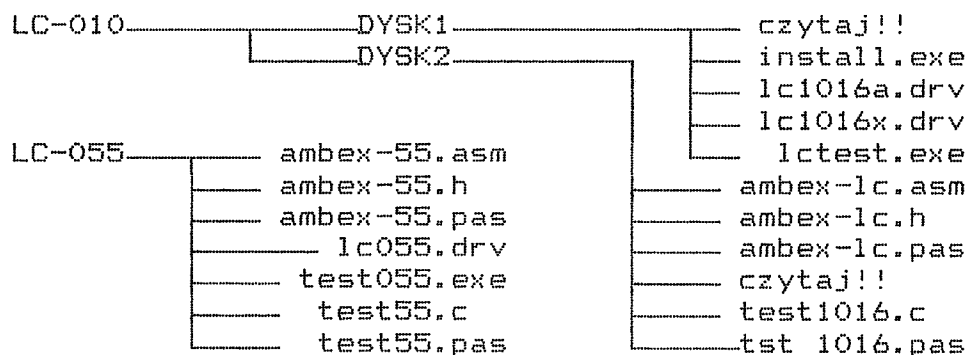 LC-010 DYSK1 czytaj!!
DYSK2 install.exe
lc1016a.drv
lc1016x.drv
LC-055 ambex-55.asm lctest.exe
ambex-55.h ambex-lc.asm
ambex-55.pas ambex-lc.h
lc055.drv ambex-lc.pas
test055.exe czytaj!!
test55.c test1016.c
test55.pas tst_1016.pas